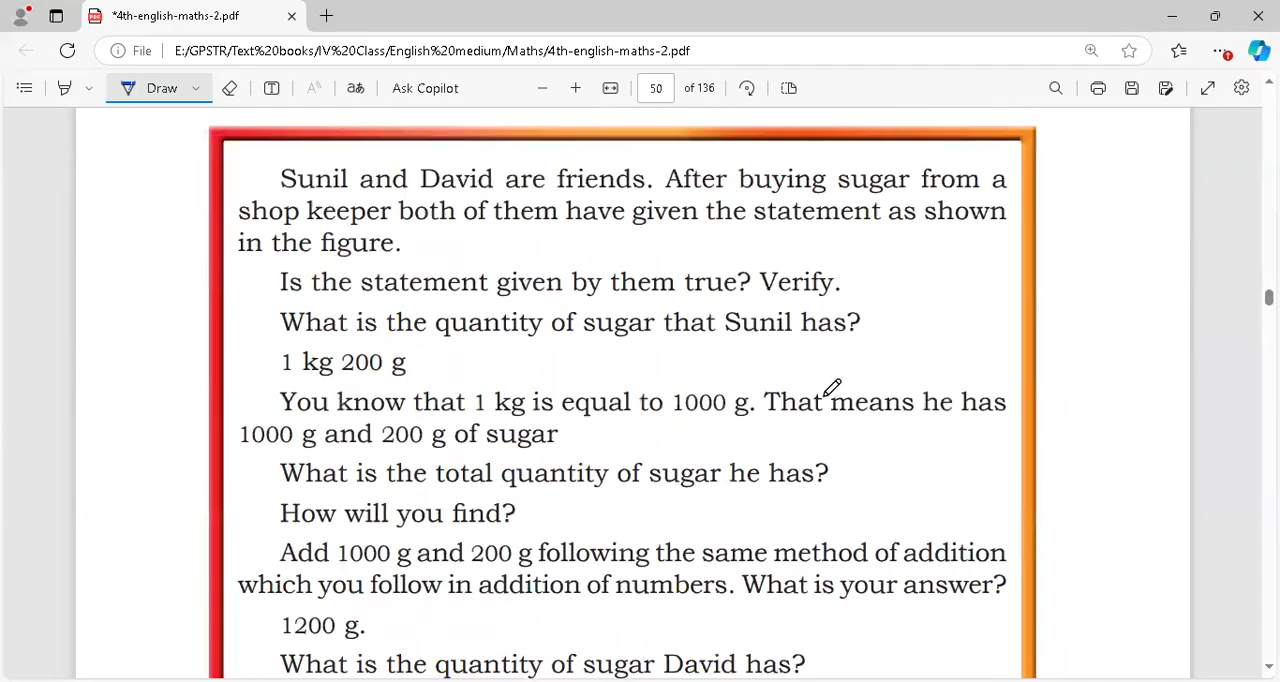 *4th-english-maths-2.pdf
File E:/GPSTR/Text%20books/IV%20Class/English%20medium/Maths/4th-english-maths-2.pdf
Draw aあ Ask Copilot 50 of 136
Sunil and David are friends. After buying sugar from a
shop keeper both of them have given the statement as shown
in the figure.
Is the statement given by them true? Verify.
What is the quantity of sugar that Sunil has?
1 kg 200 g
You know that 1 kg is equal to 1000 g. That means he has
1000 g and 200 g of sugar
What is the total quantity of sugar he has?
How will you find?
Add 1000 g and 200 g following the same method of addition
which you follow in addition of numbers. What is your answer?
1200 g.
What is the quantity of sugar David has?